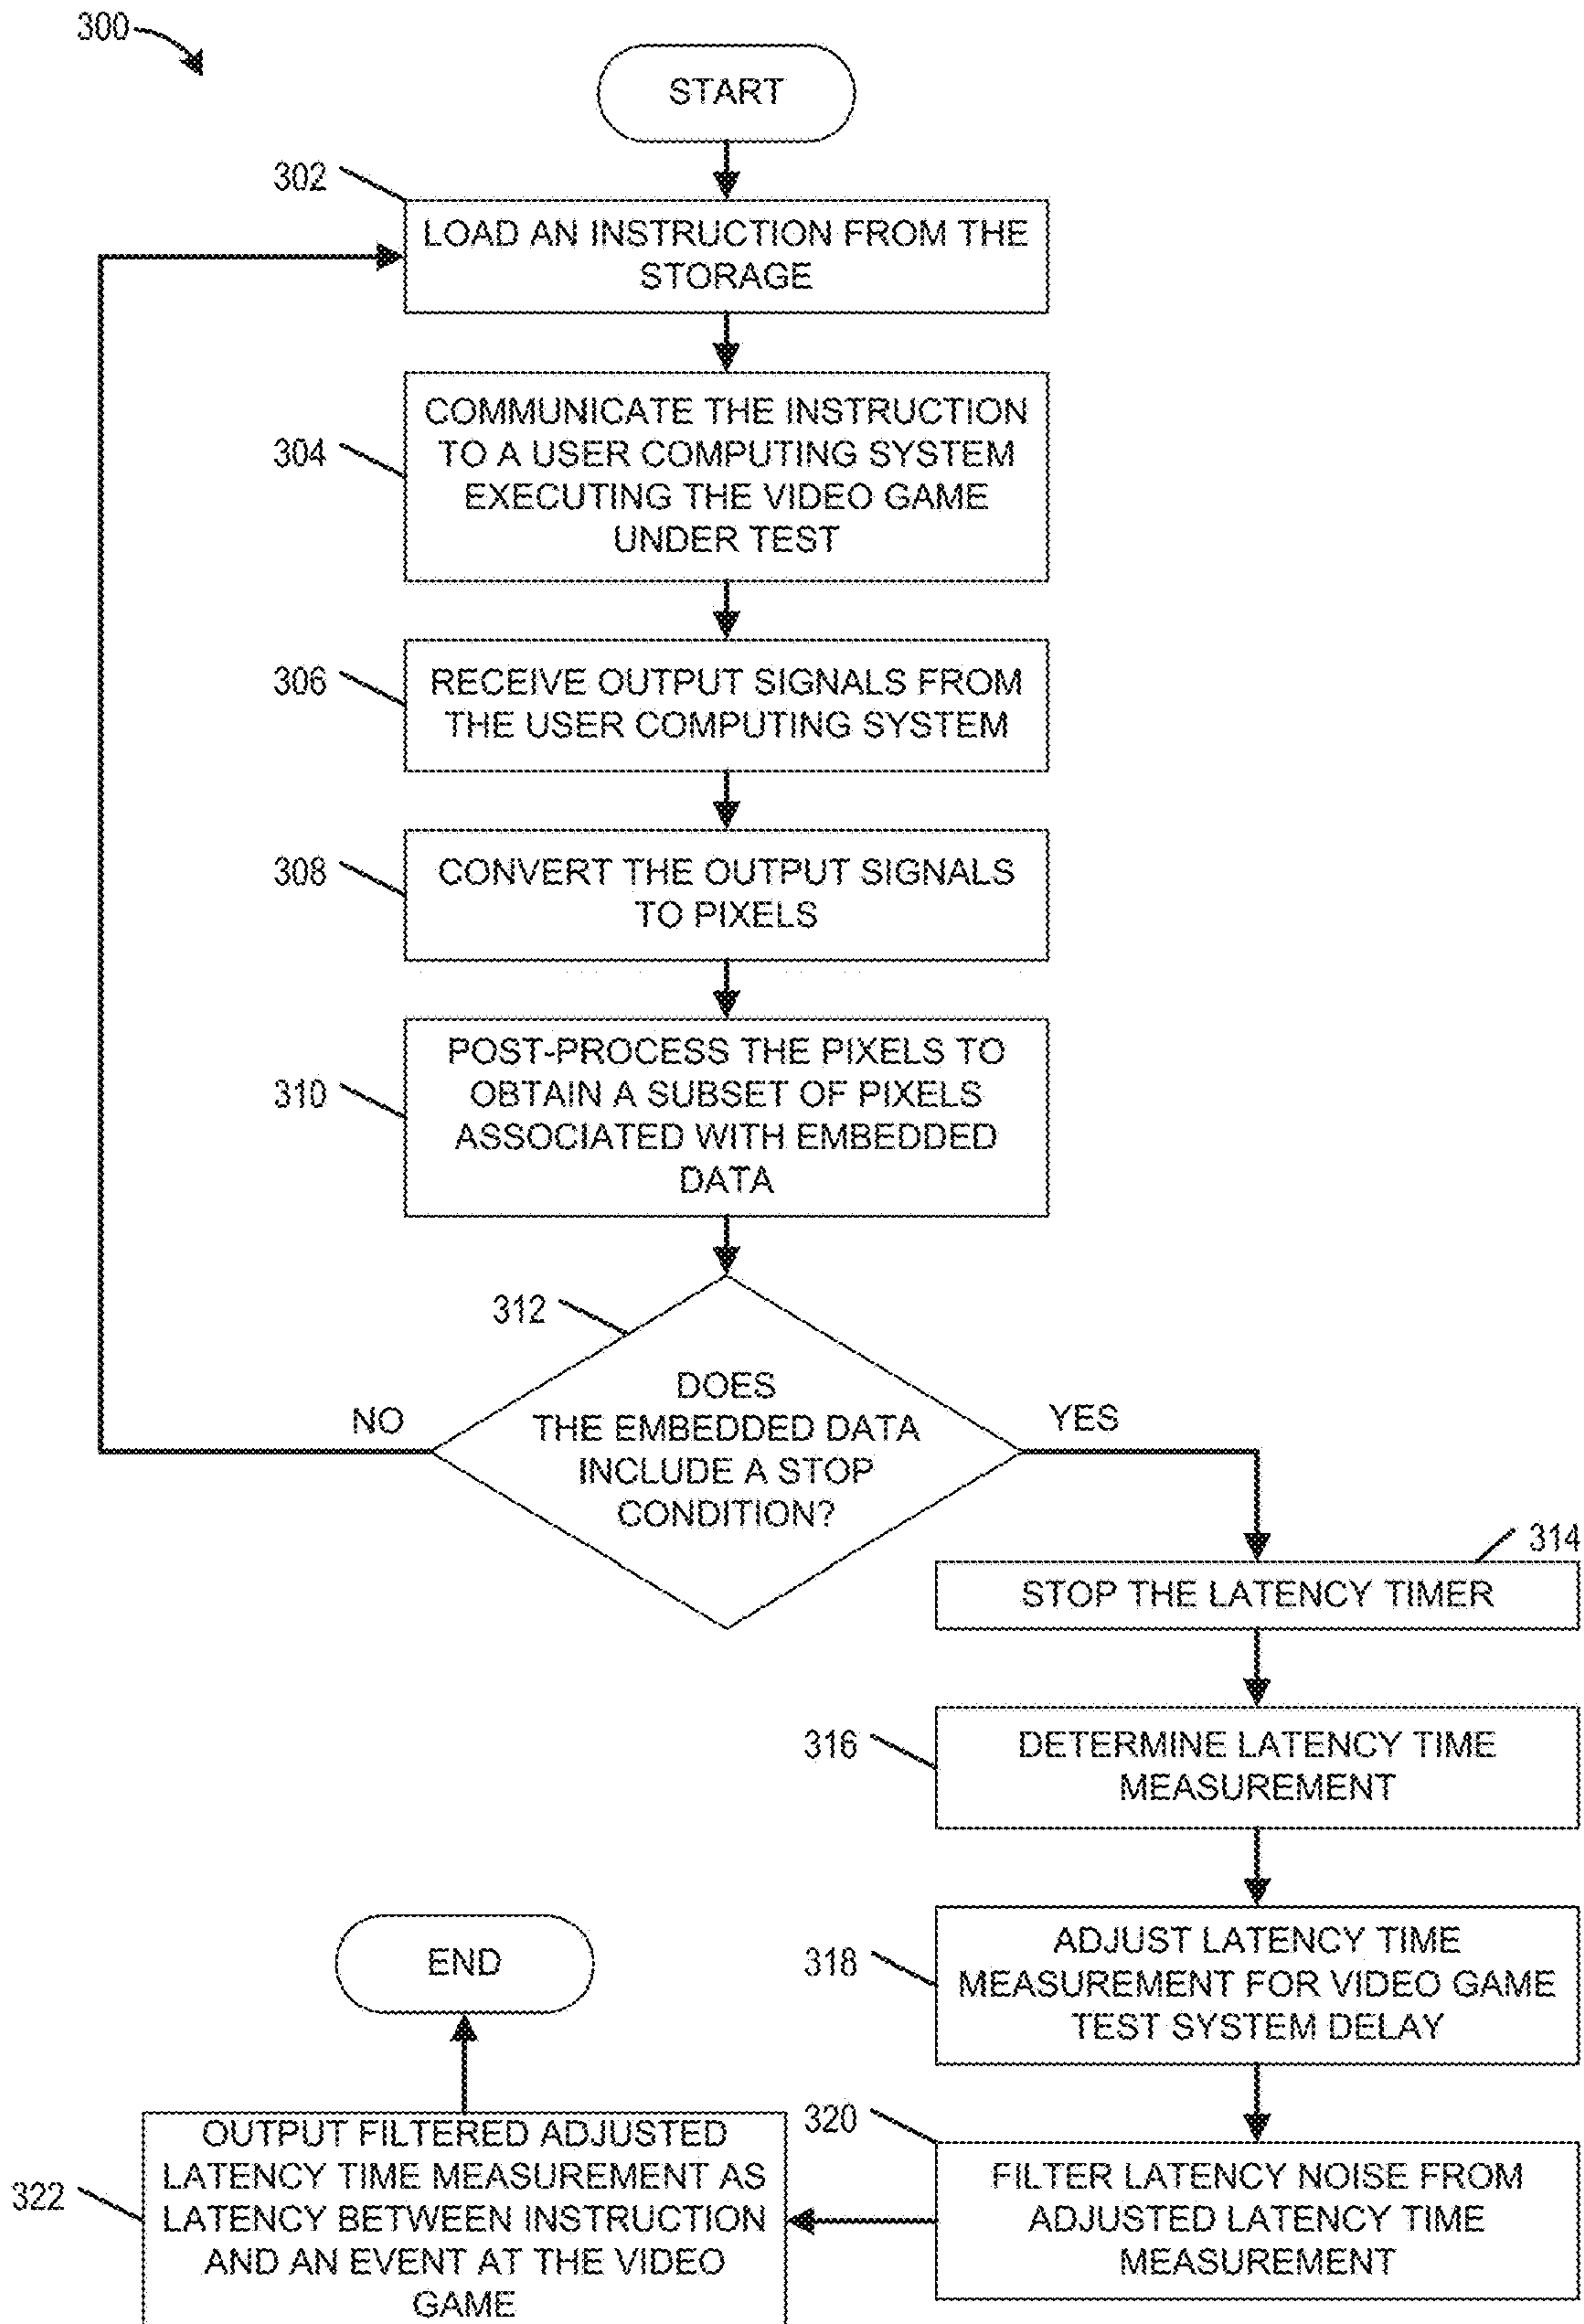 300
START
302
LOAD AN INSTRUCTION FROM THE
STORAGE
304
COMMUNICATE THE INSTRUCTION
TO A USER COMPUTING SYSTEM
EXECUTING THE VIDEO GAME
UNDER TEST
306
RECEIVE OUTPUT SIGNALS FROM
THE USER COMPUTING SYSTEM
308
CONVERT THE OUTPUT SIGNALS
TO PIXELS
310
POST-PROCESS THE PIXELS TO
OBTAIN A SUBSET OF PIXELS
ASSOCIATED WITH EMBEDDED
DATA
312
DOES
THE EMBEDDED DATA
INCLUDE A STOP
CONDITION?
NO
YES
314
STOP THE LATENCY TIMER
316
DETERMINE LATENCY TIME
MEASUREMENT
318
ADJUST LATENCY TIME
MEASUREMENT FOR VIDEO GAME
TEST SYSTEM DELAY
320
FILTER LATENCY NOISE FROM
ADJUSTED LATENCY TIME
MEASUREMENT
322
OUTPUT FILTERED ADJUSTED
LATENCY TIME MEASUREMENT AS
LATENCY BETWEEN INSTRUCTION
AND AN EVENT AT THE VIDEO
GAME
END